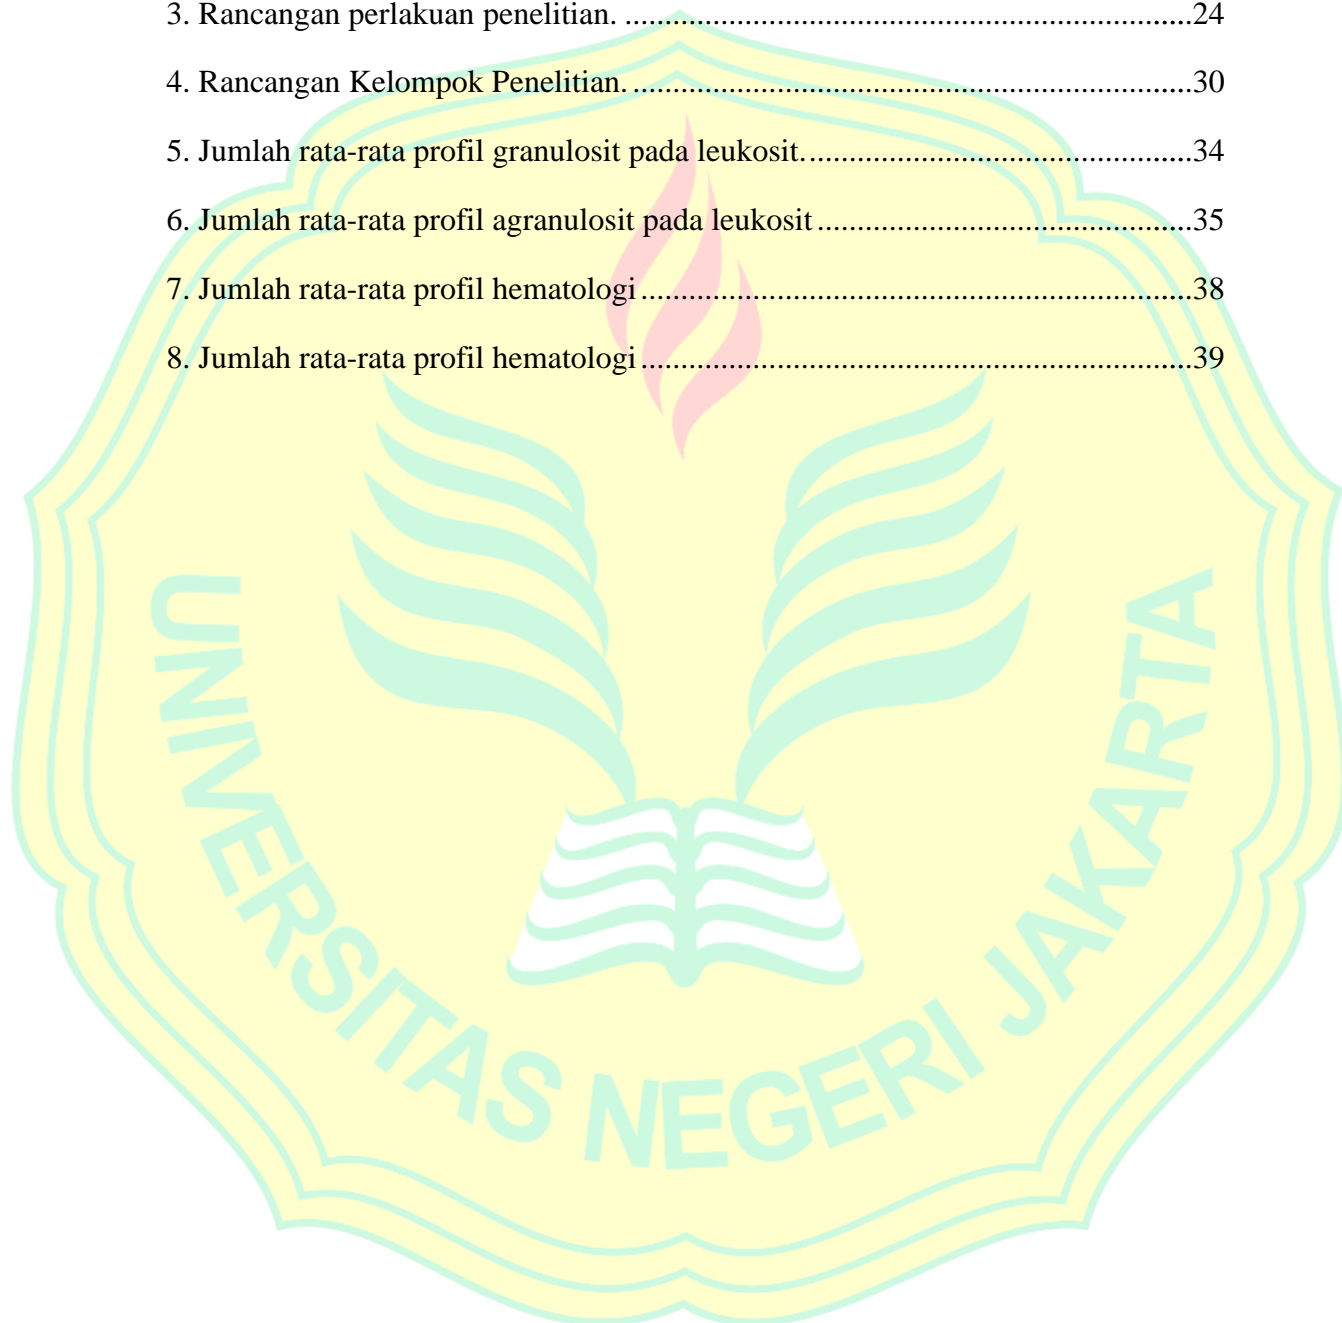 3. Rancangan perlakuan penelitian. ......................................................................24
4. Rancangan Kelompok Penelitian. .....................................................................30
5. Jumlah rata-rata profil granulosit pada leukosit................................................34
6. Jumlah rata-rata profil agranulosit pada leukosit ..............................................35
7. Jumlah rata-rata profil hematologi ....................................................................38
8. Jumlah rata-rata profil hematologi ....................................................................39
UNIVERSITAS NEGERI JAKARTA